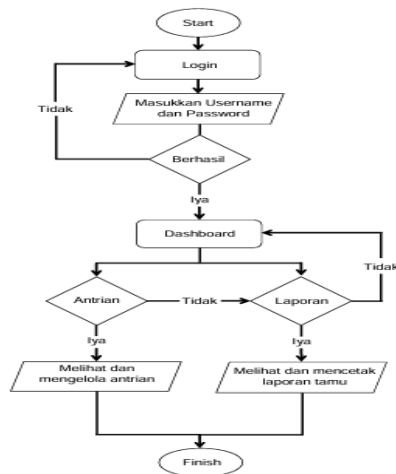 Start
Login
Tidak
Masukkan Username
dan Password
Berhasil
Iya
Dashboard
Tidak
Antrian
Tidak
Laporan
Iya
Iya
Melihat dan
mengelola antrian
Melihat dan mencetak
laporan tamu
Finish